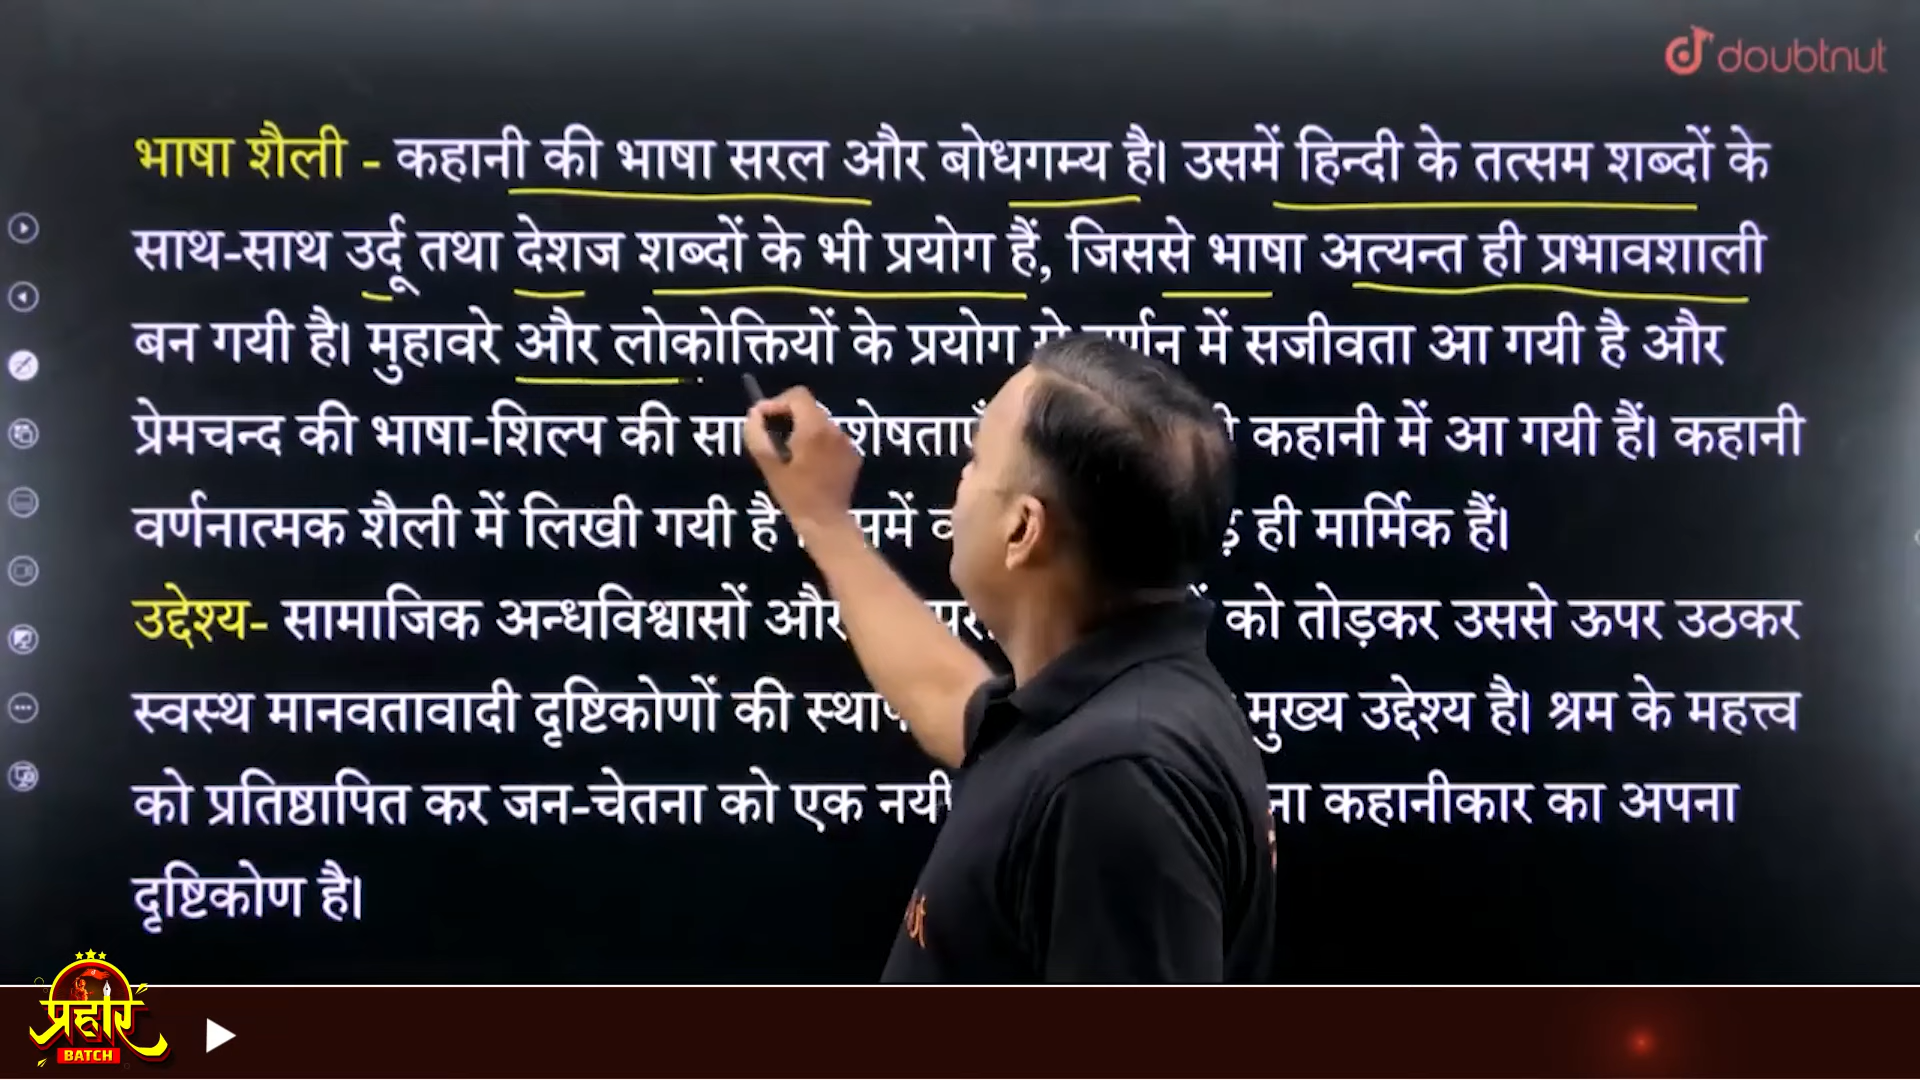 doubtnut
भाषा शैली - कहानी की भाषा सरल और बोधगम्य है। उसमें हिन्दी के तत्सम शब्दों के
साथ-साथ उर्दू तथा देशज शब्दों के भी प्रयोग हैं, जिससे भाषा अत्यन्त ही प्रभावशाली
बन गयी है। मुहावरे और लोकोक्तियों के प्रयोग में सजीवता आ गयी है और
प्रेमचन्द की भाषा-शिल्प की कहानी में आ गयी हैं। कहानी
वर्णनात्मक शैली में लिखी गयी है ही मार्मिक हैं।
उद्देश्य- सामाजिक अन्धविश्वासों और को तोड़कर उससे ऊपर उठकर
स्वस्थ मानवतावादी दृष्टिकोणों की मुख्य उद्देश्य है। श्रम के महत्त्व
को प्रतिष्ठापित कर जन-चेतना को एक कहानीकार का अपना
दृष्टिकोण है।
प्रहार
BATCH